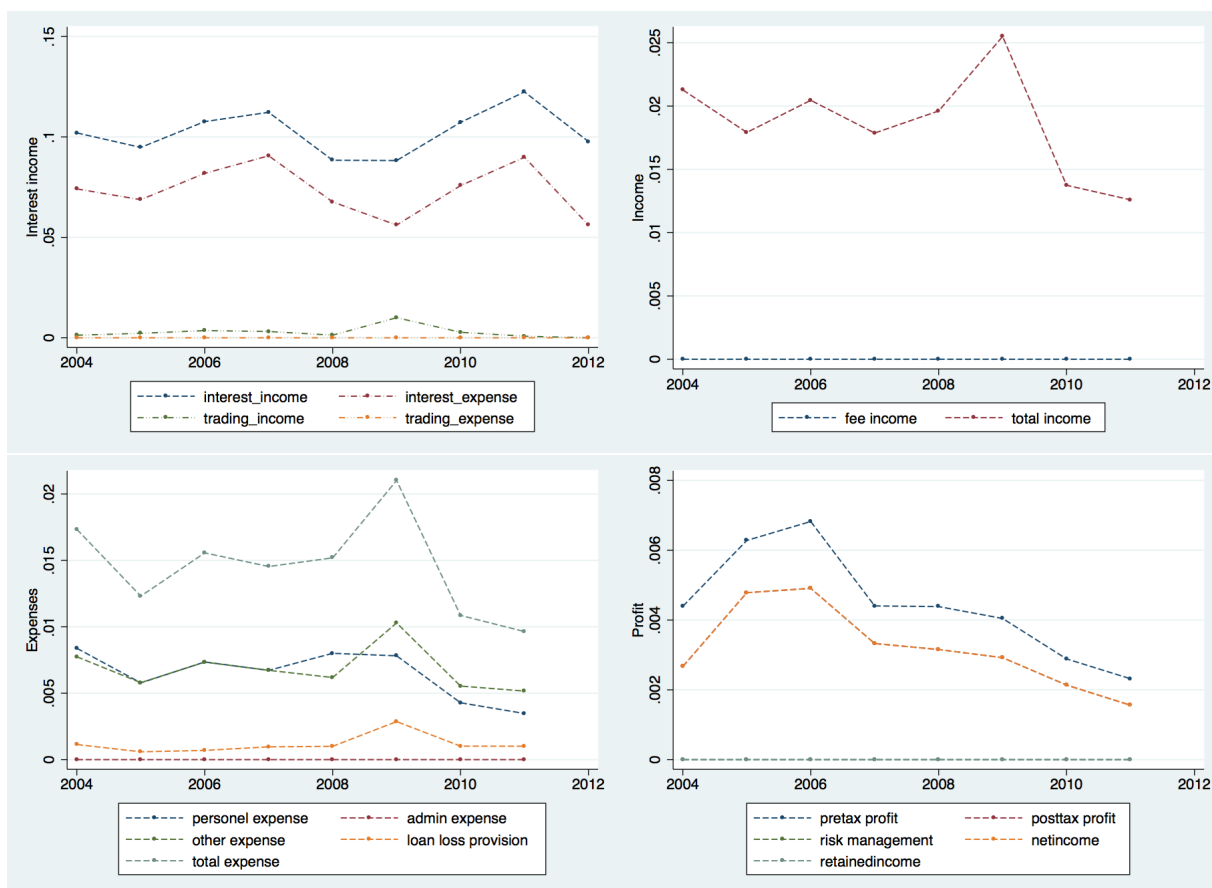 Interest income
.15
.1
.05
0
2004 2006 2008 2010 2012
interest_income interest_expense
trading_income trading_expense
Income
.025
.02
.015
.01
.005
0
2004 2006 2008 2010 2012
fee income total income
Expenses
.02
.015
.01
.005
0
2004 2006 2008 2010 2012
personel expense admin expense
other expense loan loss provision
total expense
Profit
.008
.006
.004
.002
0
2004 2006 2008 2010 2012
pretax profit posttax profit
risk management netincome
retainedincome